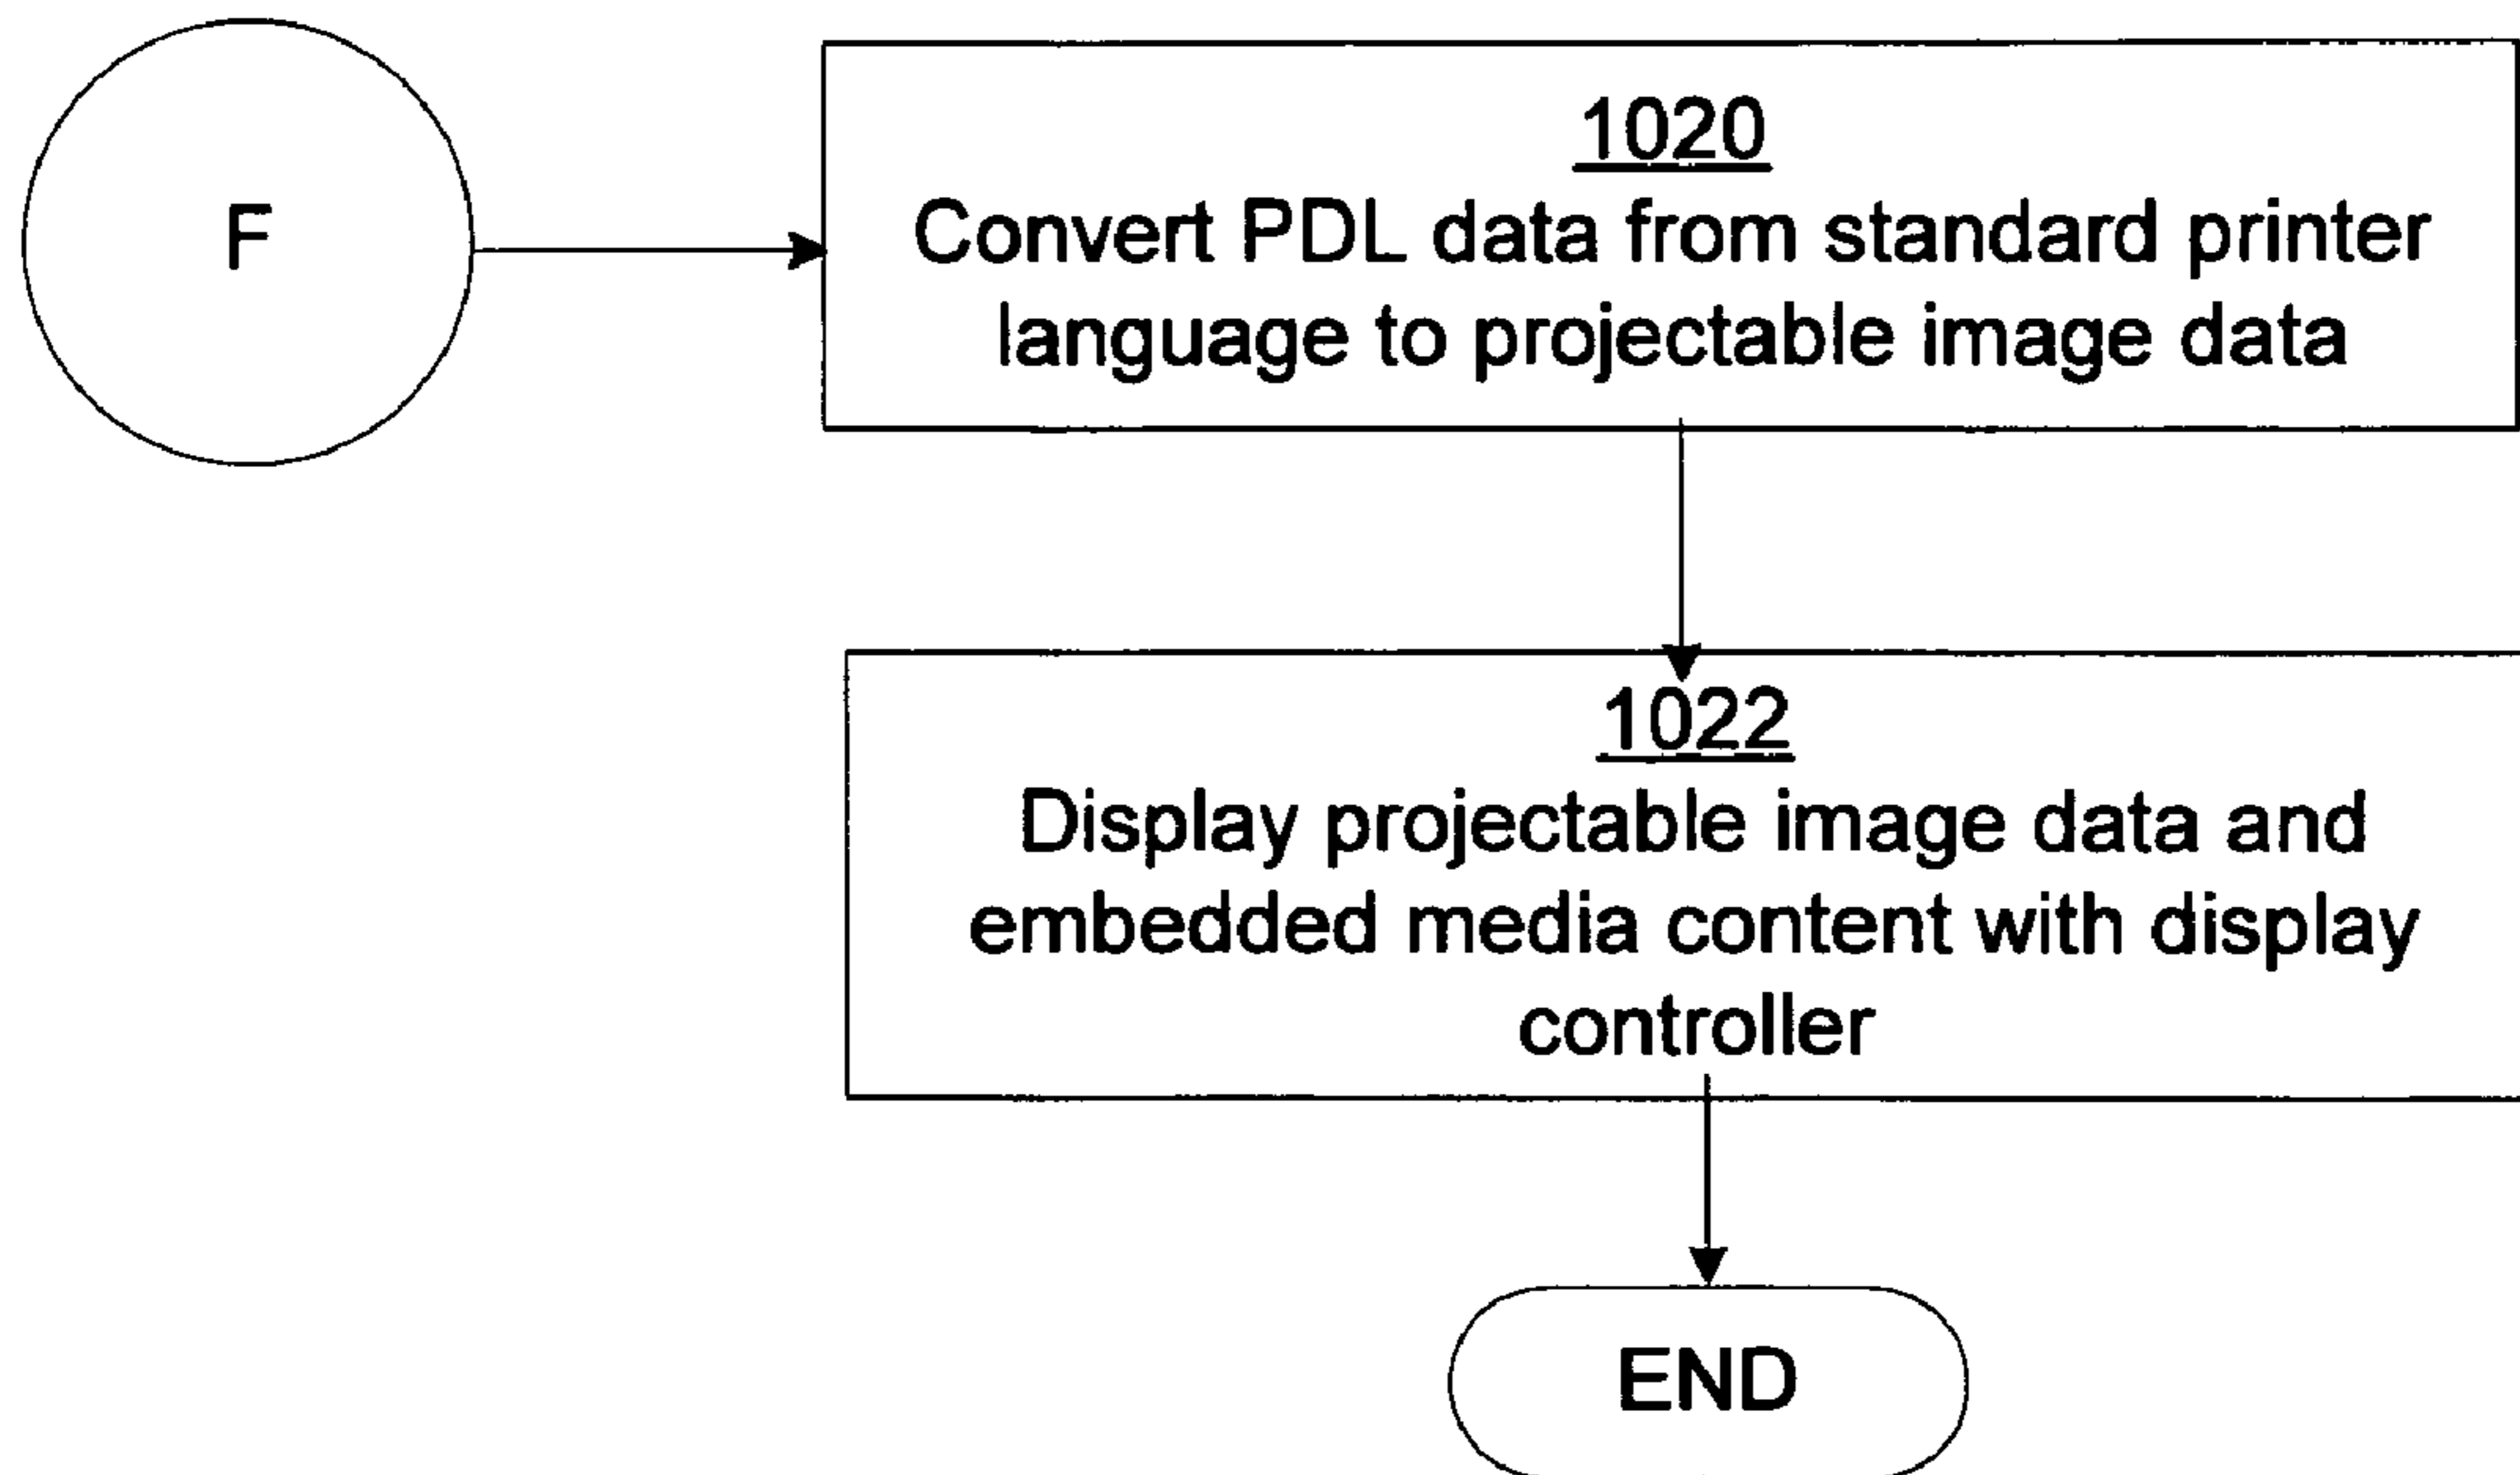 F
1020
Convert PDL data from standard printer
language to projectable image data
1022
Display projectable image data and
embedded media content with display
controller
END